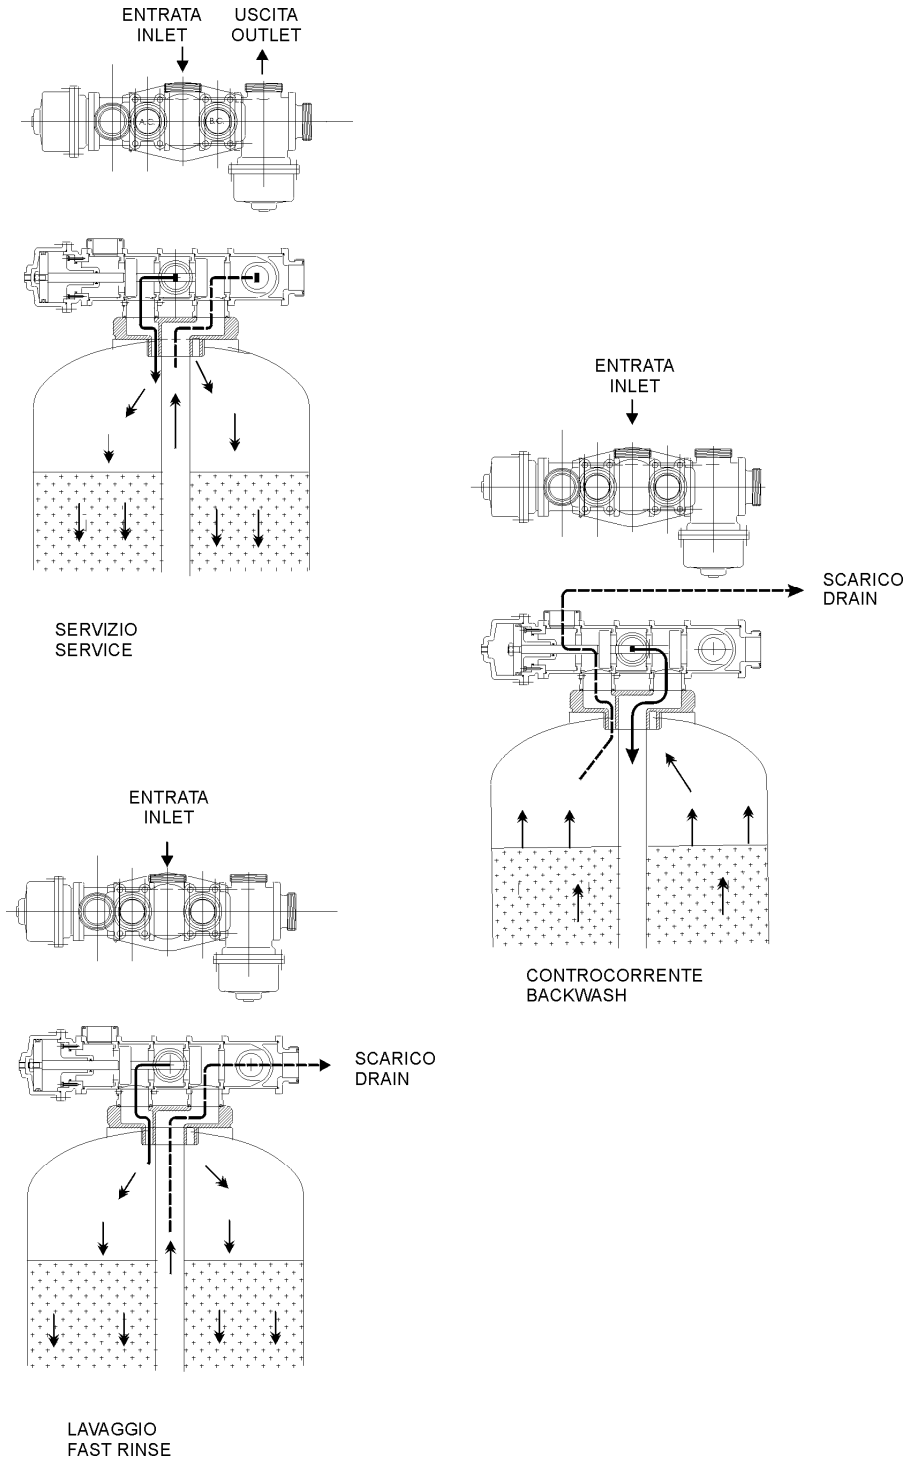 ENTRATA
INLET
USCITA
OUTLET
A.C.
B.C.
SERVIZIO
SERVICE
ENTRATA
INLET
SCARICO
DRAIN
CONTROCORRENTE
BACKWASH
ENTRATA
INLET
SCARICO
DRAIN
LAVAGGIO
FAST RINSE